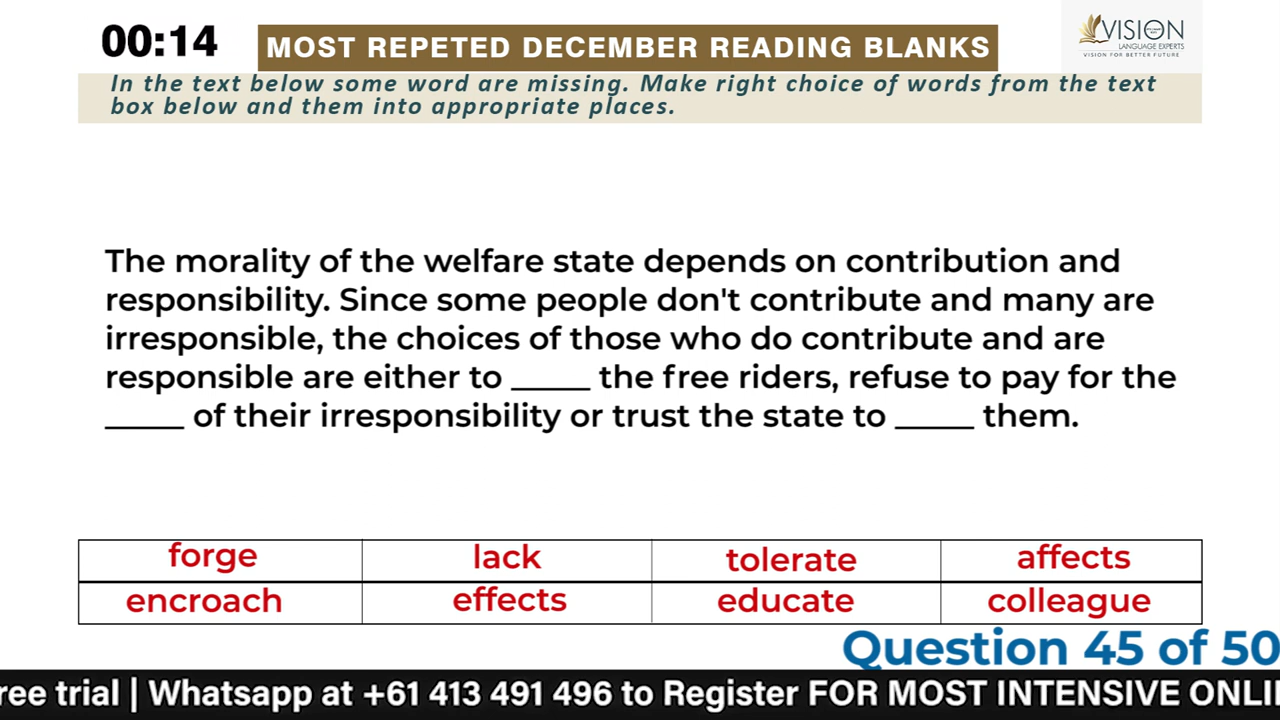 00:14
MOST REPETED DECEMBER READING BLANKS
VISION
LANGUAGE EXPERTS
VISION FOR BETTER FUTURE
In the text below some word are missing. Make right choice of words from the text
box below and them into appropriate places.
The morality of the welfare state depends on contribution and
responsibility. Since some people don't contribute and many are
irresponsible, the choices of those who do contribute and are
responsible are either to _____ the free riders, refuse to pay for the
_____ of their irresponsibility or trust the state to _____ them.
forge lack tolerate affects
encroach effects educate colleague
Question 45 of 50
ree trial | Whatsapp at +61 413 491 496 to Register FOR MOST INTENSIVE ONLI